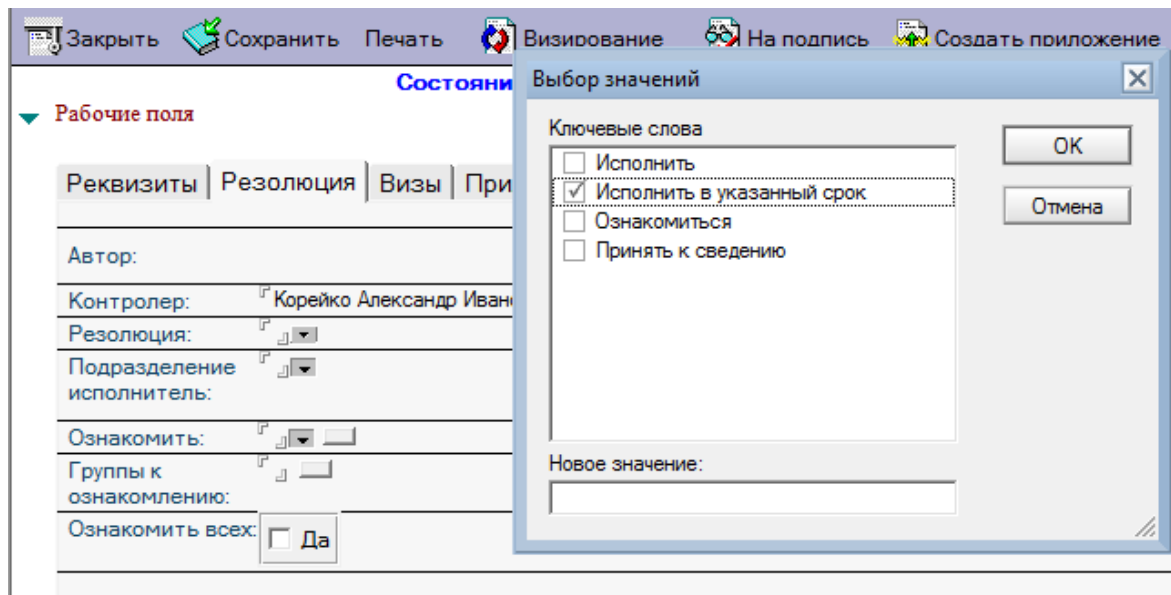 Закрыть Сохранить Печать Визирование На подпись Создать приложение
Выбор значений
Рабочие поля
Ключевые слова
OK
Исполнить
Исполнить в указанный срок
Отмена
Ознакомиться
Принять к сведению
Реквизиты Резолюция Визы При
Автор:
Контролер: Корейко Александр
Резолюция:
Подразделение
исполнитель:
Ознакомить:
Группы к
ознакомлению:
Ознакомить всех: Да
Новое значение: